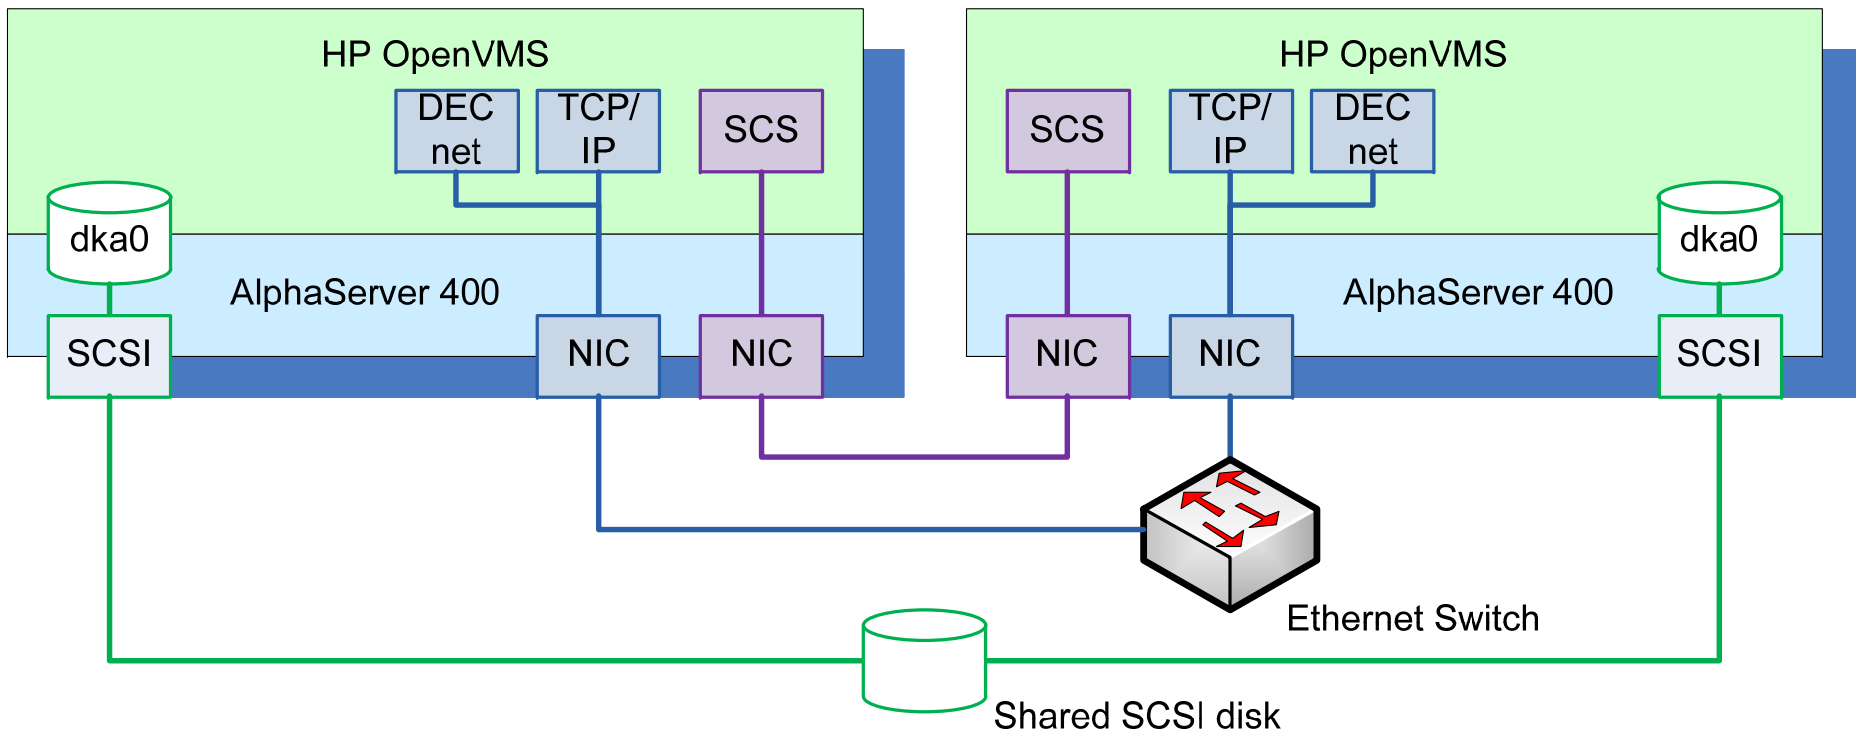 HP OpenVMS
DEC
net
TCP/
IP
SCS
dka0
AlphaServer 400
SCSI
NIC
NIC
HP OpenVMS
SCS
TCP/
IP
DEC
net
dka0
AlphaServer 400
NIC
NIC
SCSI
Ethernet Switch
Shared SCSI disk